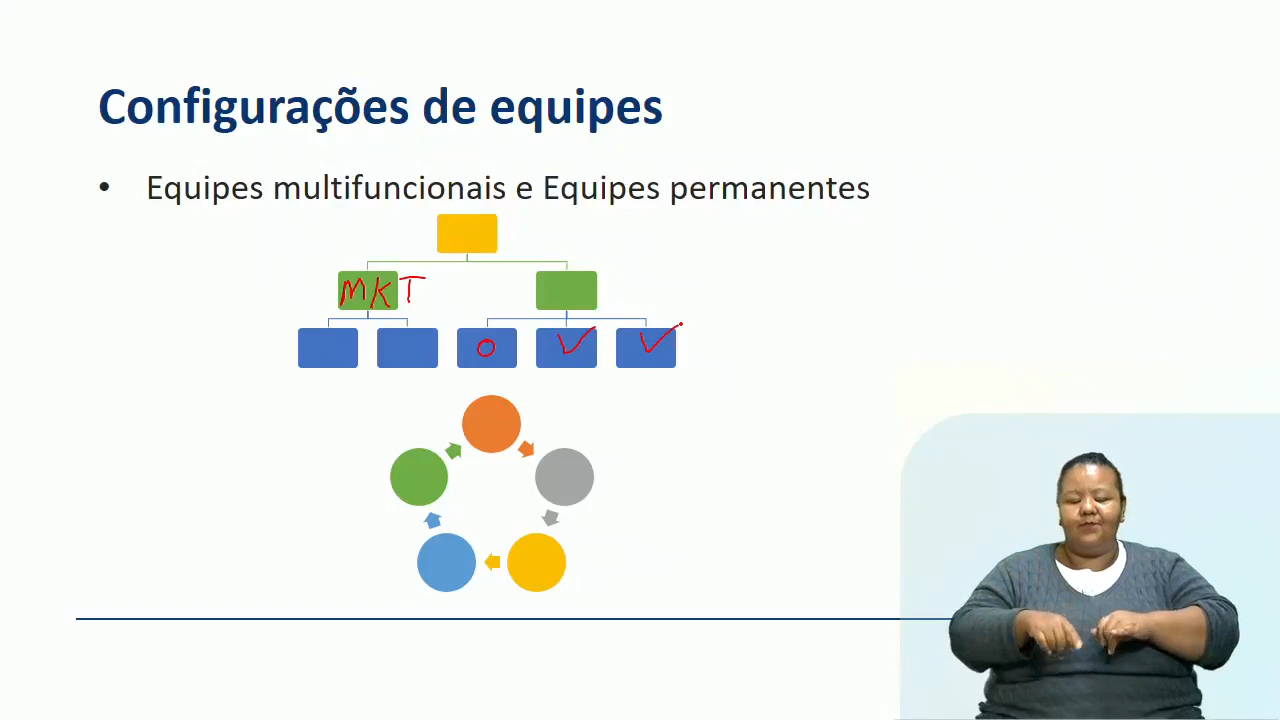 Configurações de equipes
• Equipes multifuncionais e Equipes permanentes
MKT
O